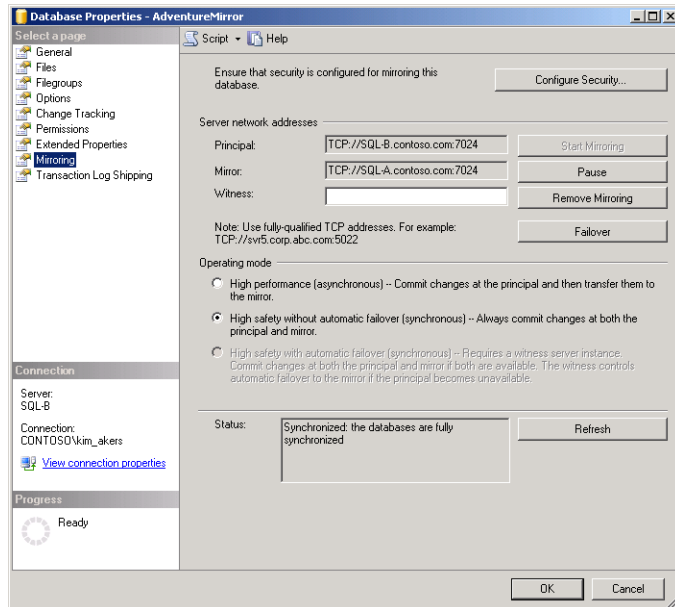 Database Properties - AdventureMirror
Select a page
General
Files
Filegroups
Options
Change Tracking
Permissions
Extended Properties
Mirroring
Transaction Log Shipping
Script
Help
Ensure that security is configured for mirroring this
database.
Configure Security...
Server network addresses
Principal:
TCP://SQL-B.contoso.com:7024
Start Mirroring
Mirror:
TCP://SQL-A.contoso.com:7024
Pause
Witness:
Remove Mirroring
Note: Use fully-qualified TCP addresses. For example:
TCP://svr5.corp.abc.com:5022
Failover
Operating mode
High performance (asynchronous) -- Commit changes at the principal and then transfer them to
the mirror.
High safety without automatic failover (synchronous) -- Always commit changes at both the
principal and mirror.
High safety with automatic failover (synchronous) -- Requires a witness server instance.
Commit changes at both the principal and mirror if both are available. The witness controls
automatic failover to the mirror if the principal becomes unavailable.
Status:
Synchronized: the databases are fully
synchronized
Refresh
Connection
Server:
SQL-B
Connection:
CONTOSO\kim_akers
View connection properties
Progress
Ready
OK
Cancel